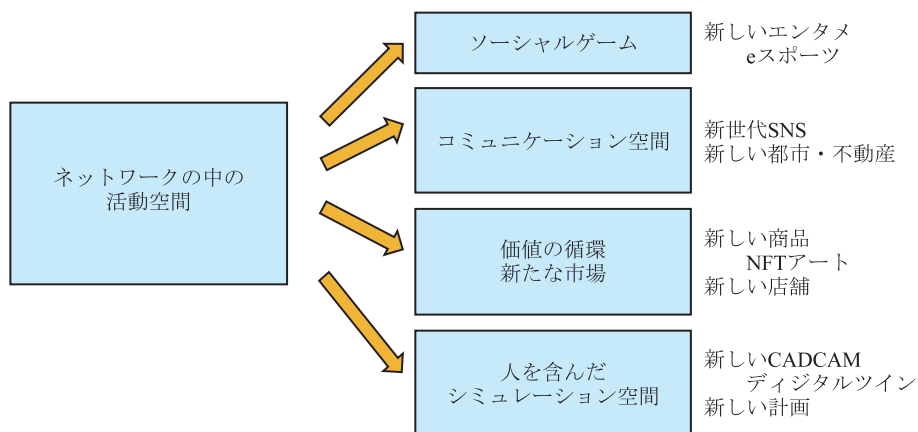 ネットワークの中の
活動空間
ソーシャルゲーム
新しいエンタメ
eスポーツ
コミュニケーション空間
新世代SNS
新しい都市・不動産
価値の循環
新たな市場
新しい商品
NFTアート
新しい店舗
人を含んだ
シミュレーション空間
新しいCADCAM
ディジタルツイン
新しい計画